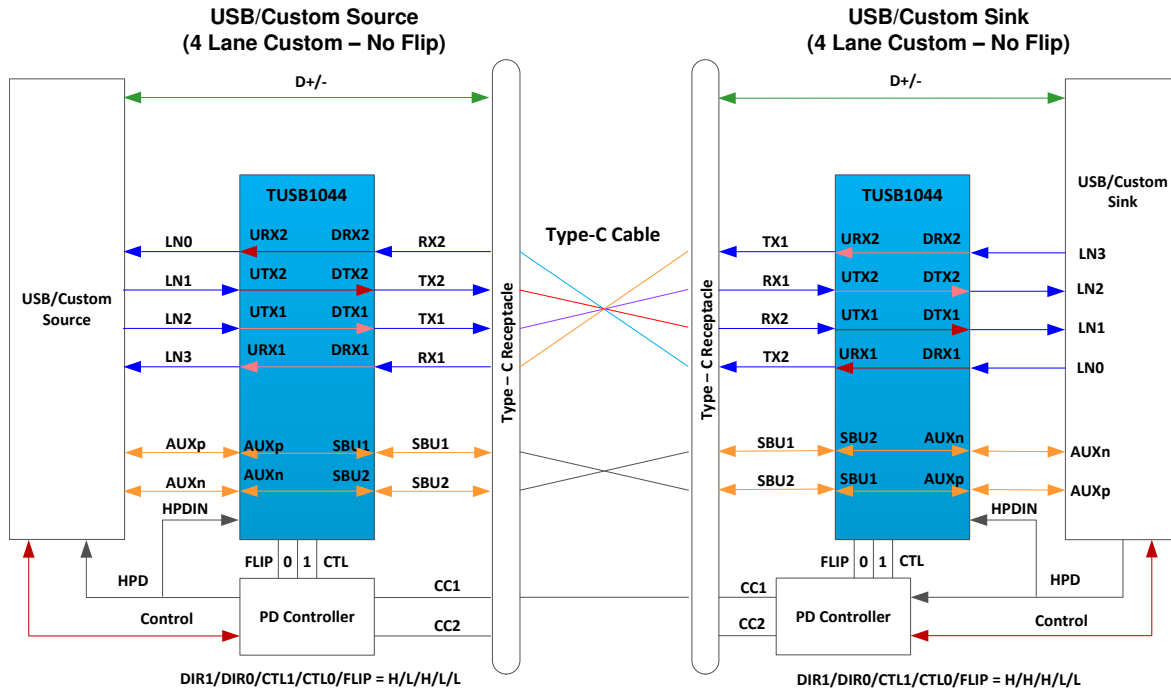 USB/Custom Source
(4 Lane Custom – No Flip)
USB/Custom Sink
(4 Lane Custom – No Flip)
D+/-
D+/-
TUSB1044
TUSB1044
USB/Custom
Sink
Type-C Cable
LN0
URX2
DRX2
RX2
TX1
URX2
DRX2
LN3
LN1
UTX2
DTX2
TX2
RX1
UTX2
DTX2
LN2
USB/Custom
Source
LN2
UTX1
DTX1
TX1
RX2
UTX1
DTX1
LN1
LN3
URX1
DRX1
RX1
TX2
URX1
DRX1
LN0
Type – C Receptacle
Type – C Receptacle
AUXp
AUXp
SBU1
SBU1
SBU1
SBU2
AUXn
AUXn
AUXn
AUXn
SBU2
SBU2
SBU2
SBU1
AUXp
AUXp
HPDIN
HPDIN
FLIP 0 1 CTL
FLIP 0 1 CTL
HPD
CC1
CC1
HPD
Control
PD Controller
CC2
CC2
PD Controller
Control
DIR1/DIR0/CTL1/CTL0/FLIP = H/L/H/L/L
DIR1/DIR0/CTL1/CTL0/FLIP = H/H/H/L/L